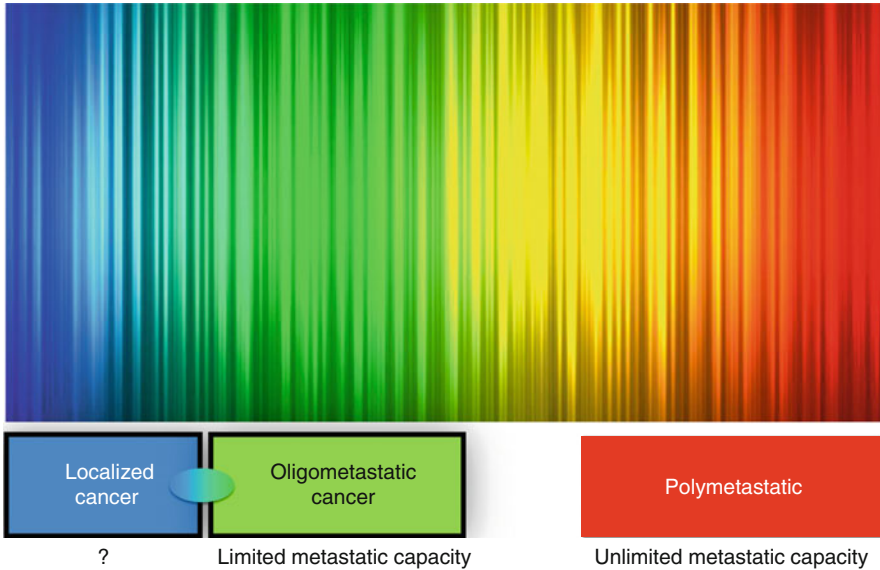 Localized
cancer
Oligometastatic
cancer
Polymetastatic
?
Limited metastatic capacity
Unlimited metastatic capacity